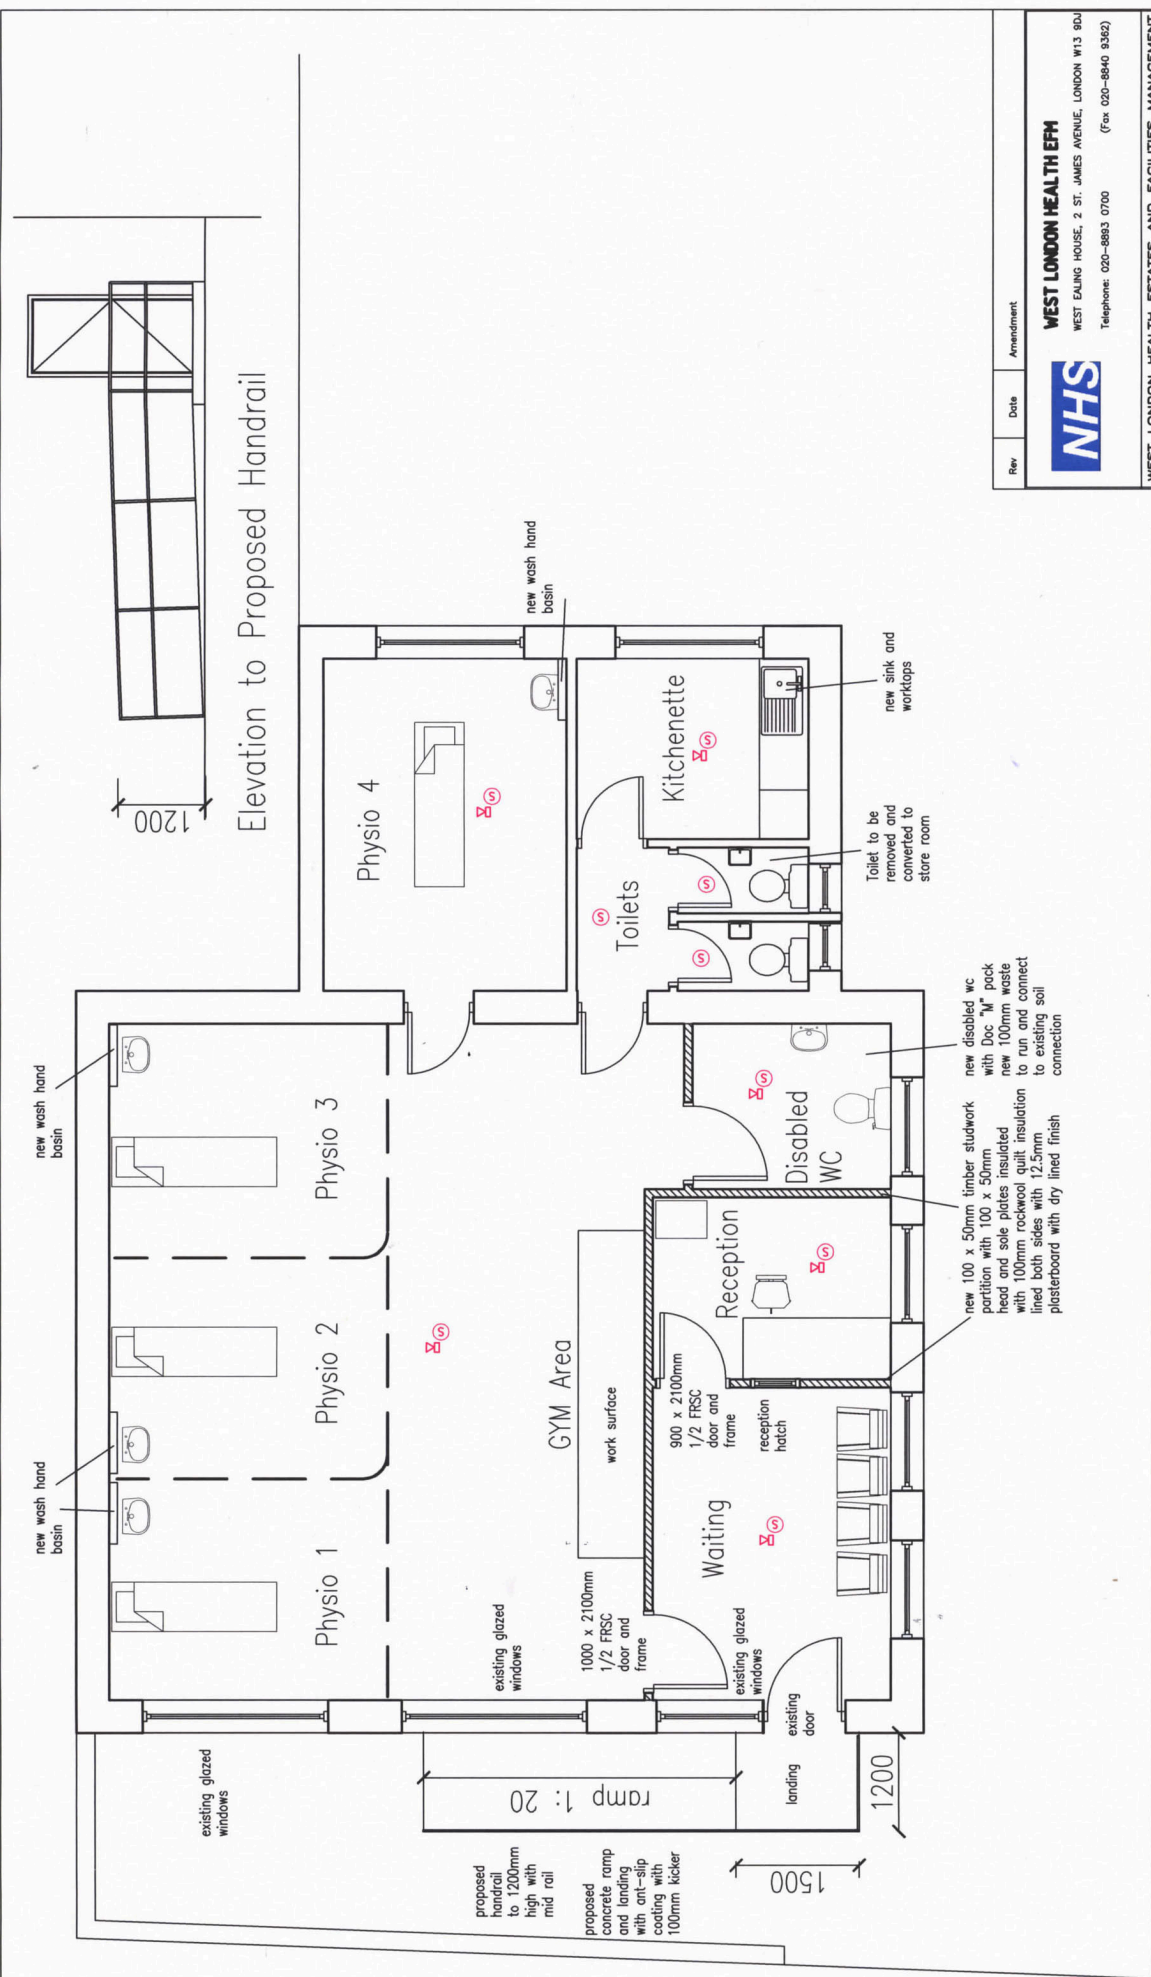 Elevation to Proposed Handrail
1200
new wash hand
basin
new wash hand
basin
new wash hand
basin
Physio 1
Physio 2
Physio 3
Physio 4
existing glazed
windows
existing glazed
windows
GYM Area
work surface
Toilets
Kitchenette
S
S
S
S
S
S
S
S
S
new sink and
worktops
Toilet to be
removed and
converted to
store room
proposed
handrail
to 1200mm
high with
mid rail
ramp 1: 20
1000 x 2100mm
1/2 FRSC
door and
frame
900 x 2100mm
1/2 FRSC
door and
frame
reception
hatch
Waiting
Reception
Disabled
WC
existing glazed
windows
existing
door
landing
proposed
concrete ramp
and landing
with ant-slip
coating with
100mm kicker
1500
1200
new 100 x 50mm timber studwork
partition with 100 x 50mm
head and sole plates insulated
with 100mm rockwool quilt insulation
lined both sides with 12.5mm
plasterboard with dry lined finish
new disabled wc
with Doc "M" pack
new 100mm waste
to run and connect
to existing soil
connection
Rev Date Amendment
NHS
WEST LONDON HEALTH EFM
WEST EALING HOUSE, 2 ST. JAMES AVENUE, LONDON W13 9DJ
Telephone: 020-8893 0700 (Fax 020-8840 9362)
WEST LONDON HEALTH ESTATES AND FACILITIES MANAGEMENT